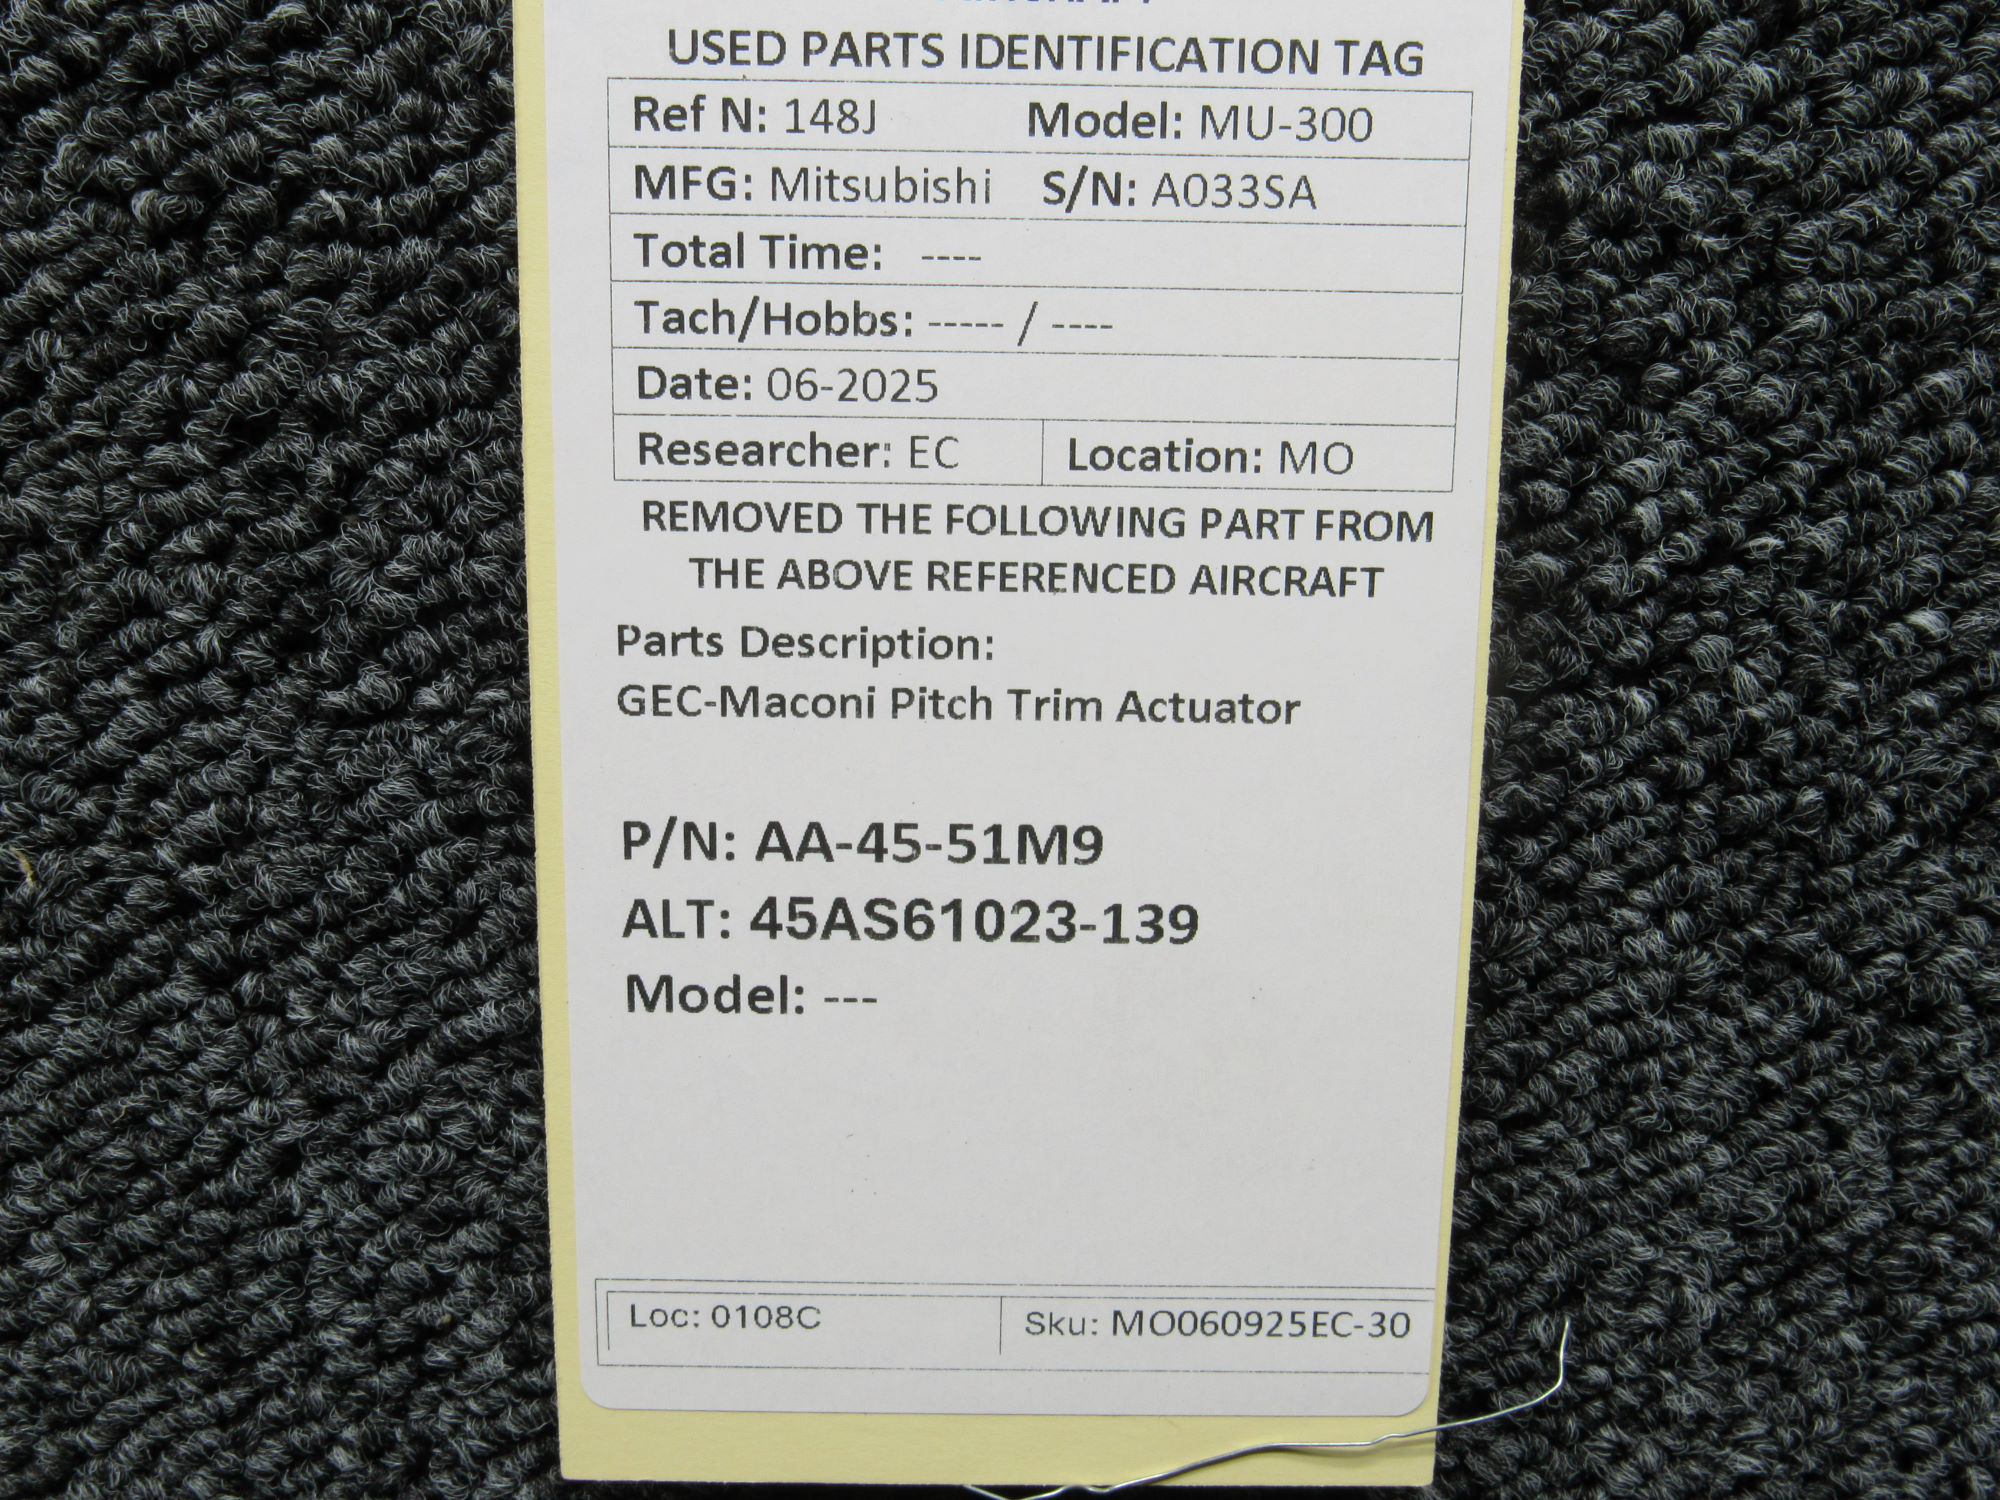 USED PARTS IDENTIFICATION TAG
Ref N: 148J Model: MU-300
MFG: Mitsubishi S/N: A033SA
Total Time: ----
Tach/Hobbs: ----- / ----
Date: 06-2025
Researcher: EC Location: MO
REMOVED THE FOLLOWING PART FROM
THE ABOVE REFERENCED AIRCRAFT
Parts Description:
GEC-Maconi Pitch Trim Actuator
P/N: AA-45-51M9
ALT: 45AS61023-139
Model: ---
Loc: 0108C Sku: MO060925EC-30